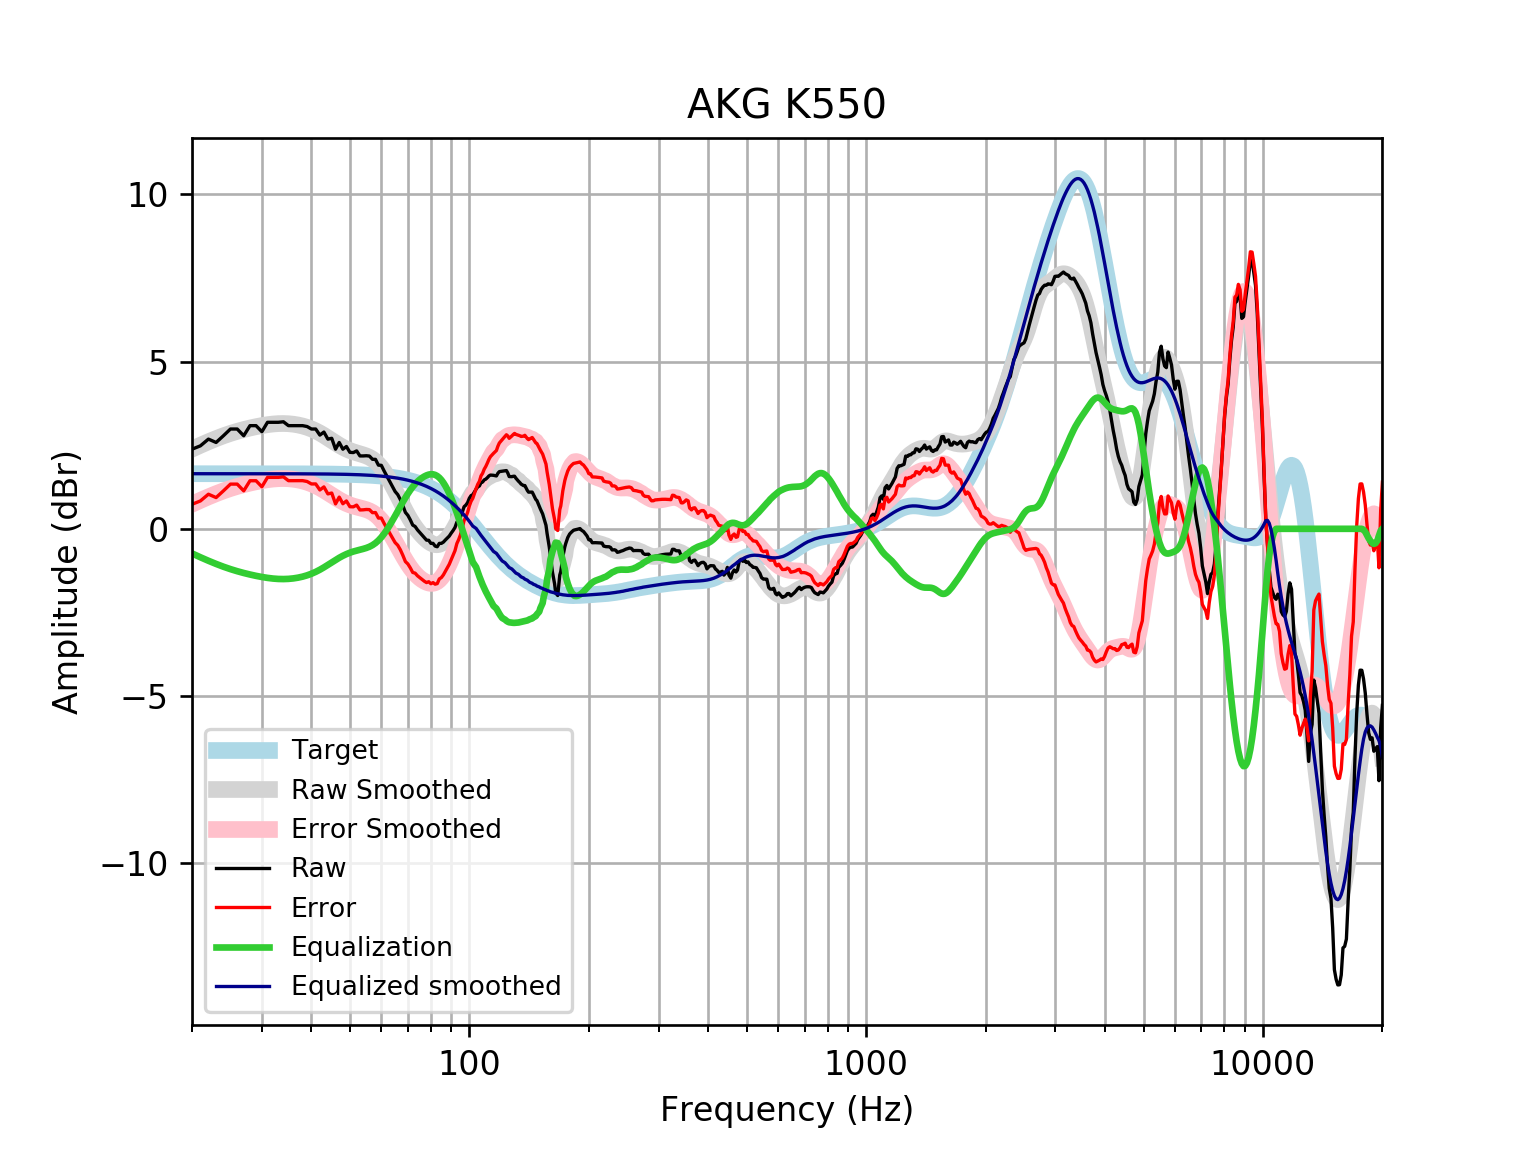 AKG K550
Amplitude (dBr)
10
5
0
−5
−10
Target
Raw Smoothed
Error Smoothed
Raw
Error
Equalization
Equalized smoothed
100
1000
10000
Frequency (Hz)